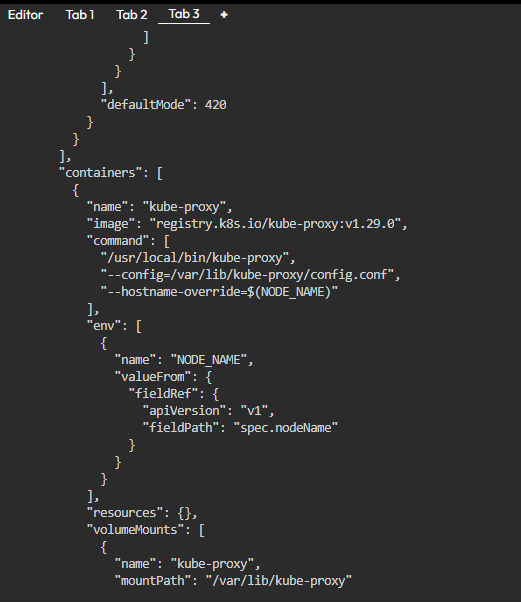 Editor Tab 1 Tab 2 Tab 3 +
]
}
}
],
"defaultMode": 420
}
}
],
"containers": [
{
"name": "kube-proxy",
"image": "registry.k8s.io/kube-proxy:v1.29.0",
"command": [
"/usr/local/bin/kube-proxy",
"--config=/var/lib/kube-proxy/config.conf",
"--hostname-override=$(NODE_NAME)"
],
"env": [
{
"name": "NODE_NAME",
"valueFrom": {
"fieldRef": {
"apiVersion": "v1",
"fieldPath": "spec.nodeName"
}
}
}
],
"resources": {},
"volumeMounts": [
{
"name": "kube-proxy",
"mountPath": "/var/lib/kube-proxy"